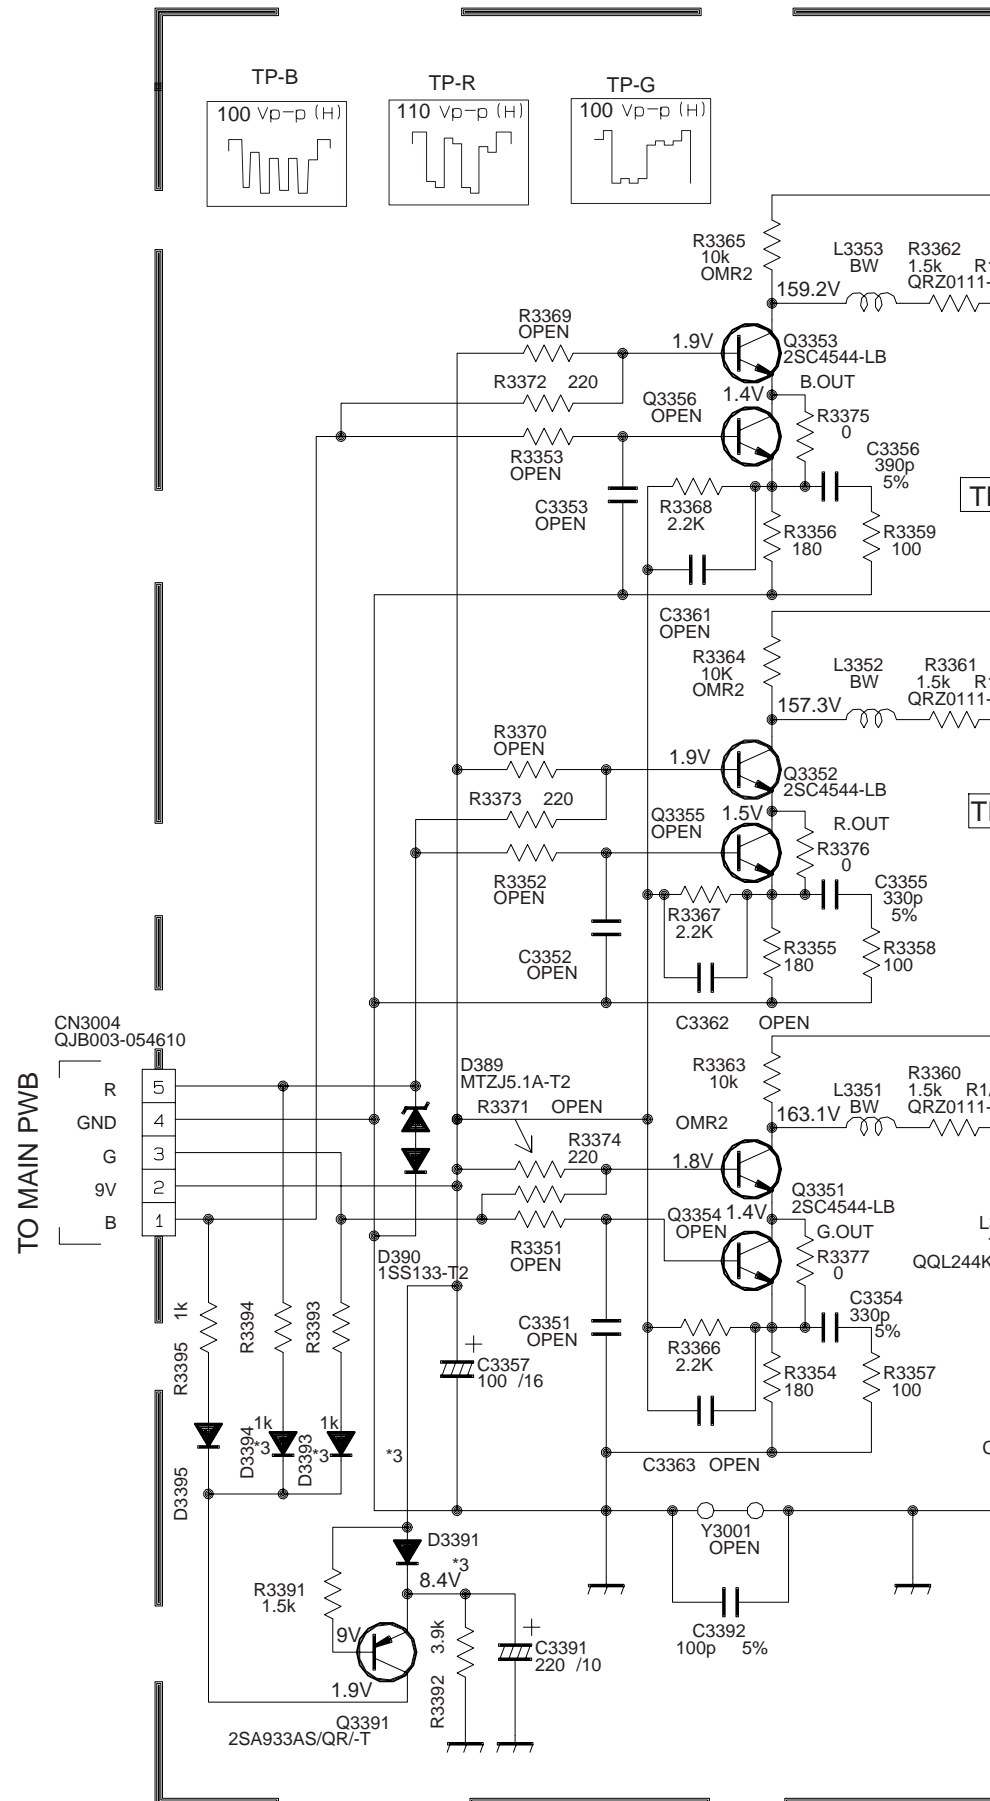 TP-B
TP-R
TP-G
100 Vp-p (H)
110 Vp-p (H)
100 Vp-p (H)
R3365
10k
OMR2
L3353
BW
R3362
1.5k
QRZ0111-
159.2V
R3369
OPEN
1.9V
Q3353
2SC4544-LB
R3372 220
B.OUT
Q3356
OPEN
1.4V
R3375
0
R3353
OPEN
C3356
390p
5%
C3353
OPEN
R3368
2.2K
R3356
180
R3359
100
C3361
OPEN
R3364
10K
OMR2
L3352
BW
R3361
1.5k
QRZ0111-
157.3V
R3370
OPEN
1.9V
Q3352
2SC4544-LB
R3373 220
Q3355
OPEN
1.5V
R.OUT
R3376
0
R3352
OPEN
C3355
330p
5%
R3367
2.2K
C3352
OPEN
R3355
180
R3358
100
C3362 OPEN
CN3004
QJB003-054610
TO MAIN PWB
R 5
GND 4
G 3
9V 2
B 1
D389
MTZJ5.1A-T2
R3371 OPEN
R3363
10k
OMR2
L3351
BW
R3360
1.5k
QRZ0111-
163.1V
R3374
220
1.8V
Q3351
2SC4544-LB
Q3354
OPEN
1.4V
G.OUT
R3377
0
R3351
OPEN
D390
1SS133-T2
QQL244K
C3354
330p
5%
C3351
OPEN
R3366
2.2K
R3354
180
R3357
100
C3363 OPEN
R3395 1k
R3394
R3393
C3357
100 /16
+
D3395
D3394
1k
*3
D3393
1k
*3
*3
Y3001
OPEN
D3391
*3
8.4V
R3391
1.5k
9V
1.9V
R3392 3.9k
+
C3391
220 /10
C3392
100p 5%
Q3391
2SA933AS/QR/-T